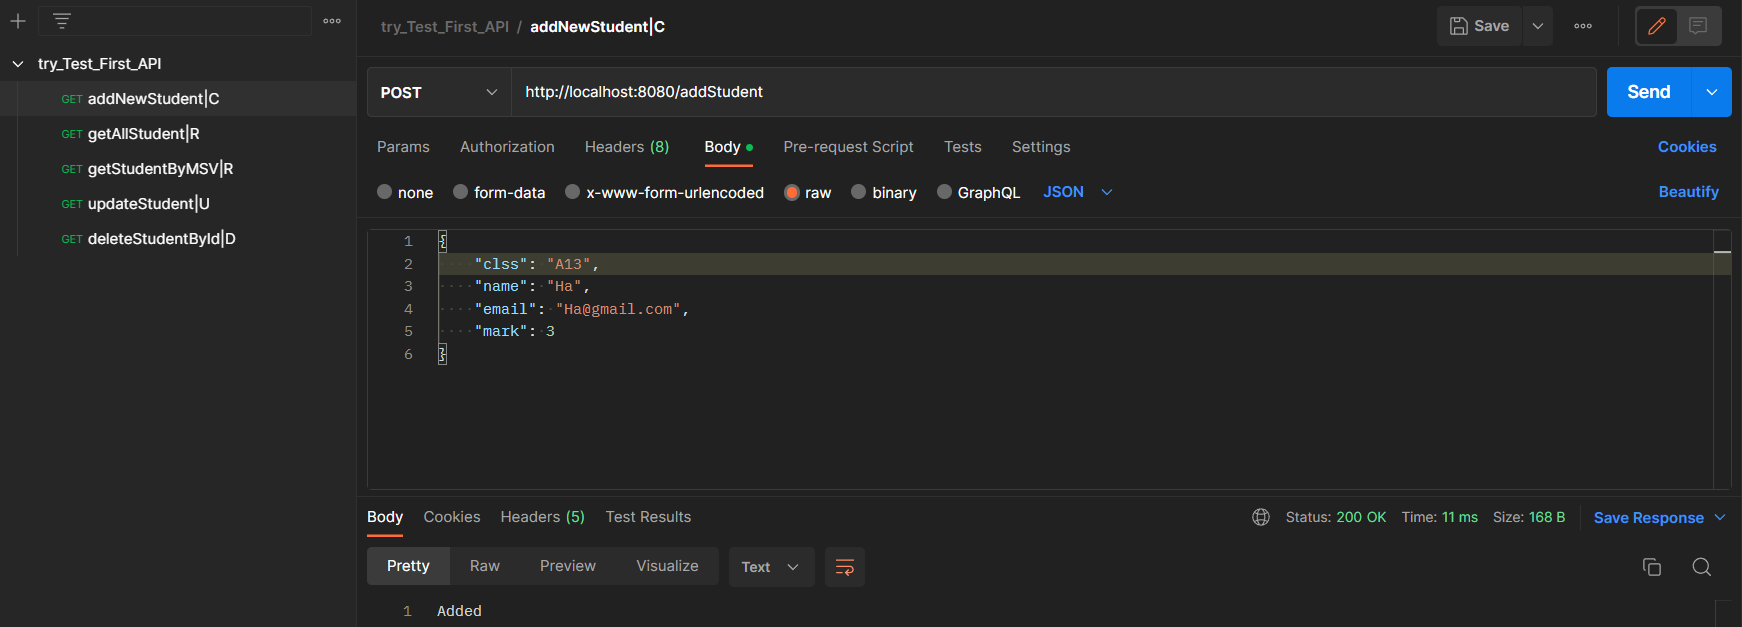 try_Test_First_API / addNewStudent|C
Save
try_Test_First_API
GET addNewStudent|C
GET getAllStudent|R
GET getStudentByMSV|R
GET updateStudent|U
GET deleteStudentById|D
POST http://localhost:8080/addStudent
Send
Params Authorization Headers (8) Body Pre-request Script Tests Settings
Cookies
none form-data x-www-form-urlencoded raw binary GraphQL JSON
Beautify
1 {
2 "clss": "A13",
3 "name": "Ha",
4 "email": "Ha@gmail.com",
5 "mark": 3
6 }
Body Cookies Headers (5) Test Results
Status: 200 OK Time: 11 ms Size: 168 B Save Response
Pretty Raw Preview Visualize Text
1 Added